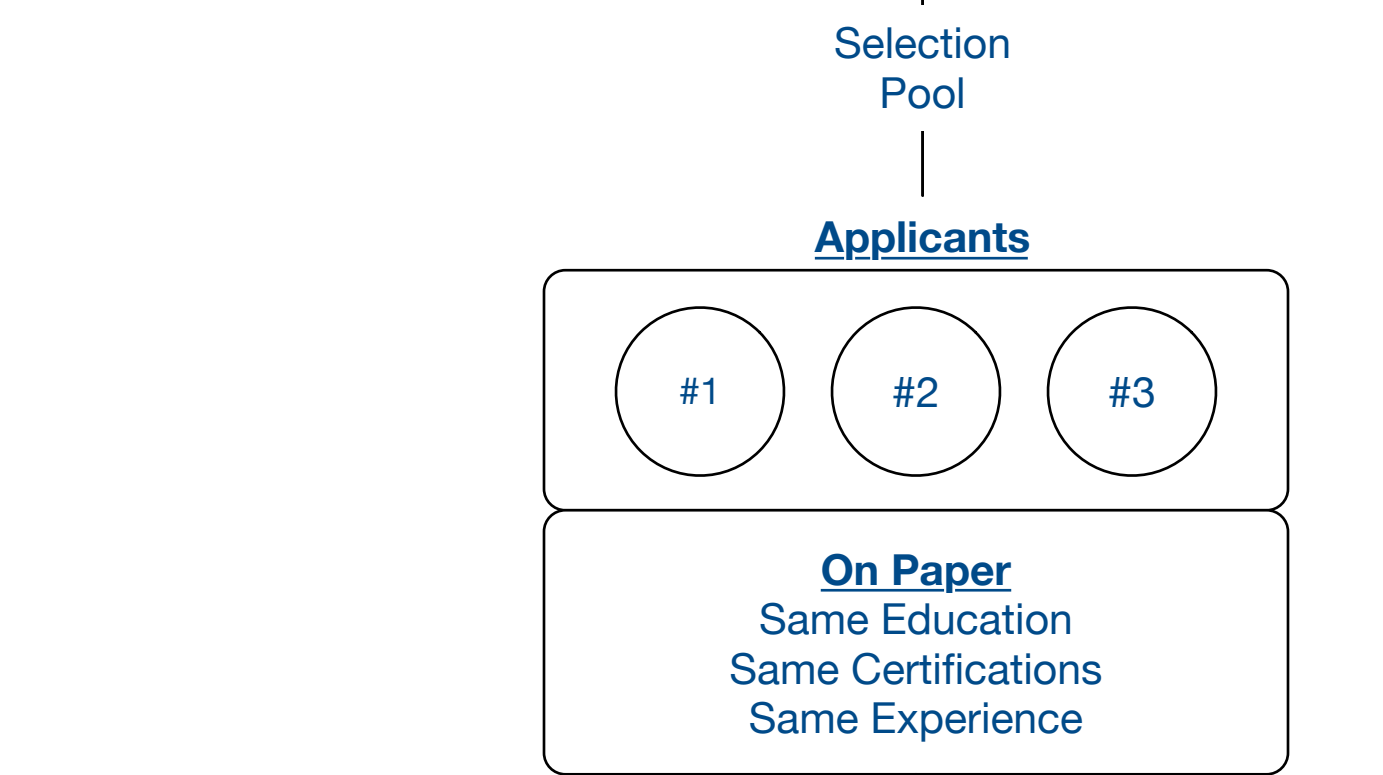 Selection
Pool
Applicants
#1 #2 #3
On Paper
Same Education
Same Certifications
Same Experience